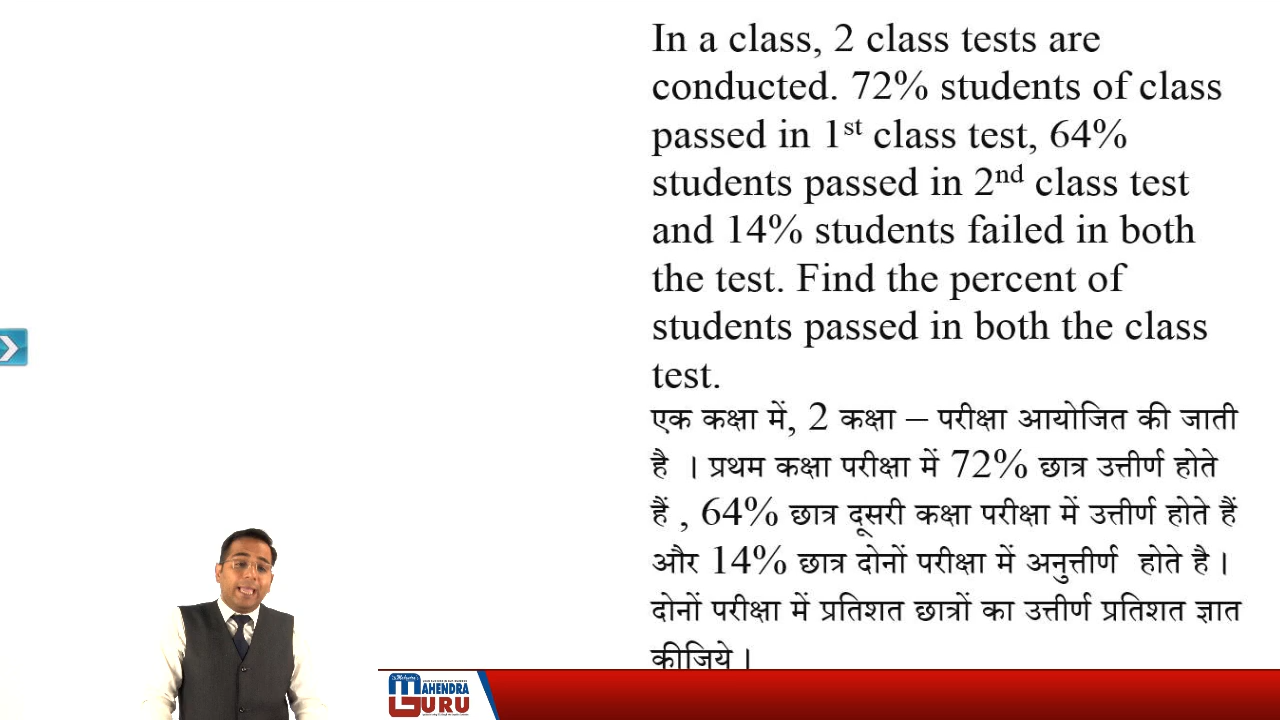 In a class, 2 class tests are
conducted. 72% students of class
passed in 1st class test, 64%
students passed in 2nd class test
and 14% students failed in both
the test. Find the percent of
students passed in both the class
test.
एक कक्षा में, 2 कक्षा – परीक्षा आयोजित की जाती
है । प्रथम कक्षा परीक्षा में 72% छात्र उत्तीर्ण होते
हैं , 64% छात्र दूसरी कक्षा परीक्षा में उत्तीर्ण होते हैं
और 14% छात्र दोनों परीक्षा में अनुत्तीर्ण होते है ।
दोनों परीक्षा में प्रतिशत छात्रों का उत्तीर्ण प्रतिशत ज्ञात
कीजिये ।
MAHENDRA
GURU